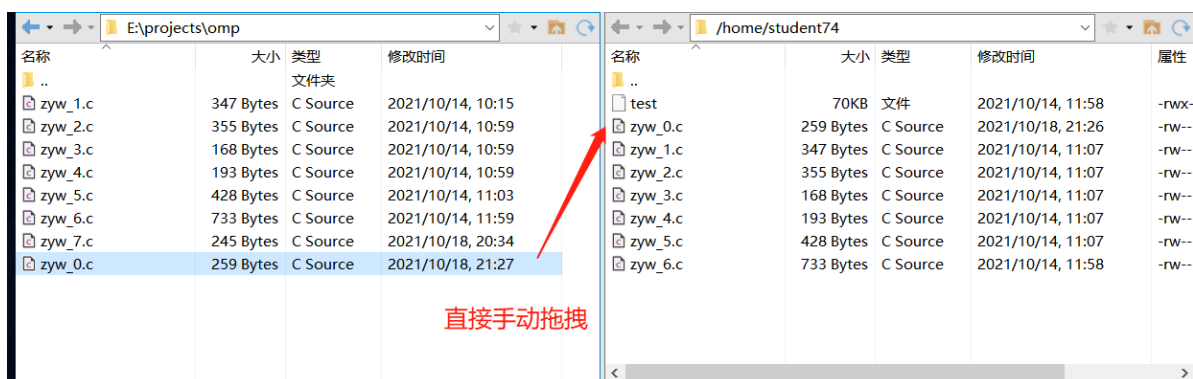 E:\projects\omp
名称 大小 类型 修改时间
.. 文件夹
zyw_1.c 347 Bytes C Source 2021/10/14, 10:15
zyw_2.c 355 Bytes C Source 2021/10/14, 10:59
zyw_3.c 168 Bytes C Source 2021/10/14, 10:59
zyw_4.c 193 Bytes C Source 2021/10/14, 10:59
zyw_5.c 428 Bytes C Source 2021/10/14, 11:03
zyw_6.c 733 Bytes C Source 2021/10/14, 11:59
zyw_7.c 245 Bytes C Source 2021/10/18, 20:34
zyw_0.c 259 Bytes C Source 2021/10/18, 21:27
直接手动拖拽
/home/student74
名称 大小 类型 修改时间 属性
..
test 70KB 文件 2021/10/14, 11:58 -rwx-
zyw_0.c 259 Bytes C Source 2021/10/18, 21:26 -rw--
zyw_1.c 347 Bytes C Source 2021/10/14, 11:07 -rw--
zyw_2.c 355 Bytes C Source 2021/10/14, 11:07 -rw--
zyw_3.c 168 Bytes C Source 2021/10/14, 11:07 -rw--
zyw_4.c 193 Bytes C Source 2021/10/14, 11:07 -rw--
zyw_5.c 428 Bytes C Source 2021/10/14, 11:07 -rw--
zyw_6.c 733 Bytes C Source 2021/10/14, 11:58 -rw--